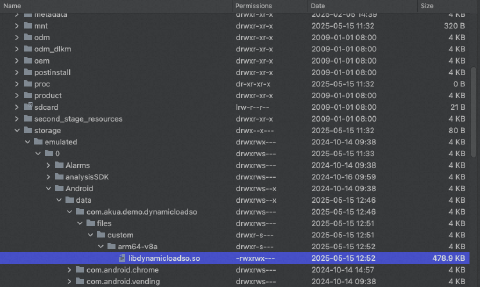 Name Permissions Date Size
metadata drwxr-xr-x 2025-02-06 14:39 4 KB
mnt drwxr-xr-x 2025-05-15 11:32 320 B
odm drwxr-xr-x 2009-01-01 08:00 4 KB
odm_dlkm drwxr-xr-x 2009-01-01 08:00 4 KB
oem drwxr-xr-x 2009-01-01 08:00 4 KB
postinstall drwxr-xr-x 2009-01-01 08:00 4 KB
proc dr-xr-xr-x 2025-05-15 11:32 0 B
product drwxr-xr-x 2009-01-01 08:00 4 KB
sdcard lrw-r--r-- 2009-01-01 08:00 21 B
second_stage_resources drwxr-xr-x 2009-01-01 08:00 4 KB
storage drwx--x--- 2025-05-15 11:32 80 B
emulated drwxrwx--- 2024-10-14 09:38 4 KB
0 drwxrws--- 2025-05-15 11:32 4 KB
Alarms drwxrws--- 2024-10-14 09:38 4 KB
analysisSDK drwxrws--- 2024-10-16 09:59 4 KB
Android drwxrws--- 2024-10-14 09:38 4 KB
data drwxrws--x 2025-05-15 12:46 4 KB
com.akua.demo.dynamicloadso drwxrws--- 2025-05-15 12:46 4 KB
files drwxrws--- 2025-05-15 12:51 4 KB
custom drwxr-s--- 2025-05-15 12:51 4 KB
arm64-v8a drwxr-s--- 2025-05-15 12:52 4 KB
libdynamicloadso.so -rwxrwx--- 2025-05-15 12:52 478.9 KB
com.android.chrome drwxrws--- 2024-10-14 14:57 4 KB
com.android.vending drwxrws--- 2024-10-14 09:38 4 KB